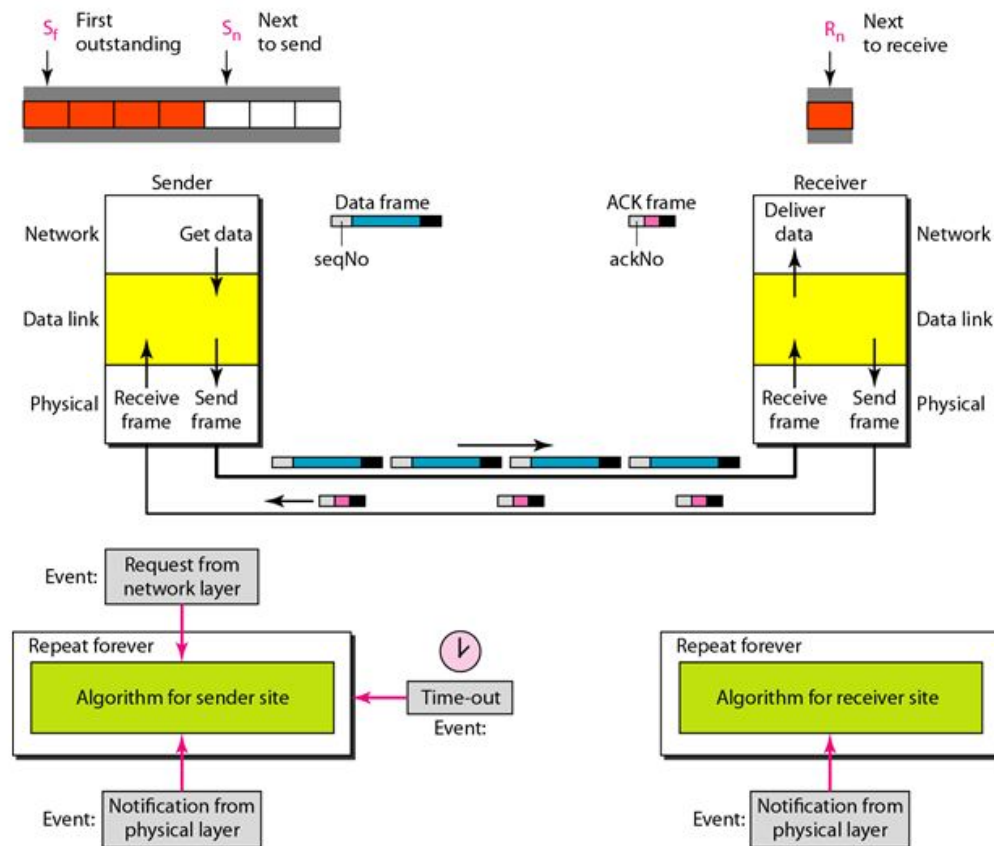 Sf First
outstanding
Sn Next
to send
Rn Next
to receive
Sender
Data frame
ACK frame
Receiver
Network
Get data
seqNo
ackNo
Deliver
data
Network
Data link
Data link
Physical
Receive
frame
Send
frame
Receive
frame
Send
frame
Physical
Event:
Request from
network layer
Repeat forever
Algorithm for sender site
Time-out
Event:
Repeat forever
Algorithm for receiver site
Event:
Notification from
physical layer
Event:
Notification from
physical layer